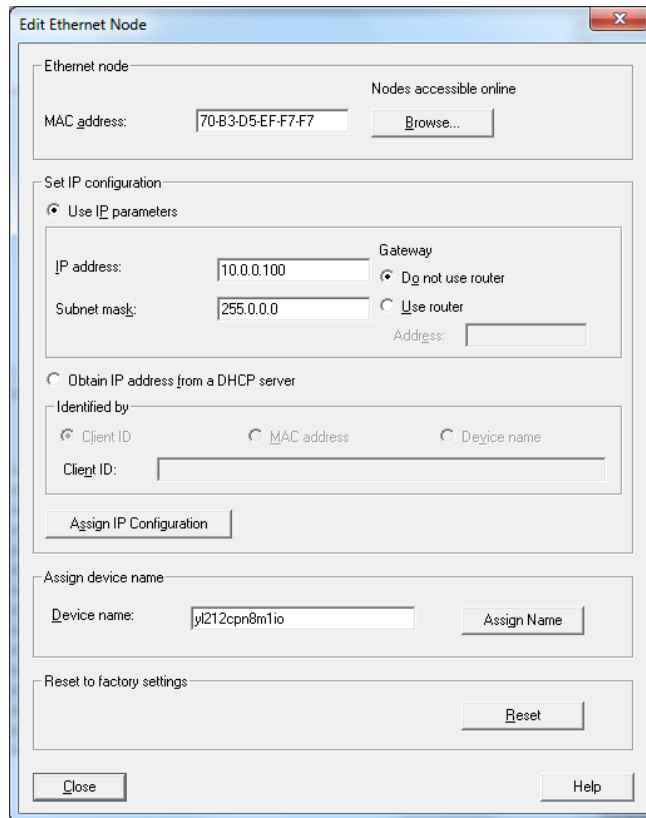 Edit Ethernet Node
Ethernet node
Nodes accessible online
MAC address: 70-B3-D5-EF-F7-F7 Browse...
Set IP configuration
Use IP parameters
Gateway
IP address: 10.0.0.100 Do not use router
Subnet mask: 255.0.0.0 Use router
Address:
Obtain IP address from a DHCP server
Identified by
Client ID MAC address Device name
Client ID:
Assign IP Configuration
Assign device name
Device name: yl212cpn8m1io Assign Name
Reset to factory settings
Reset
Close Help